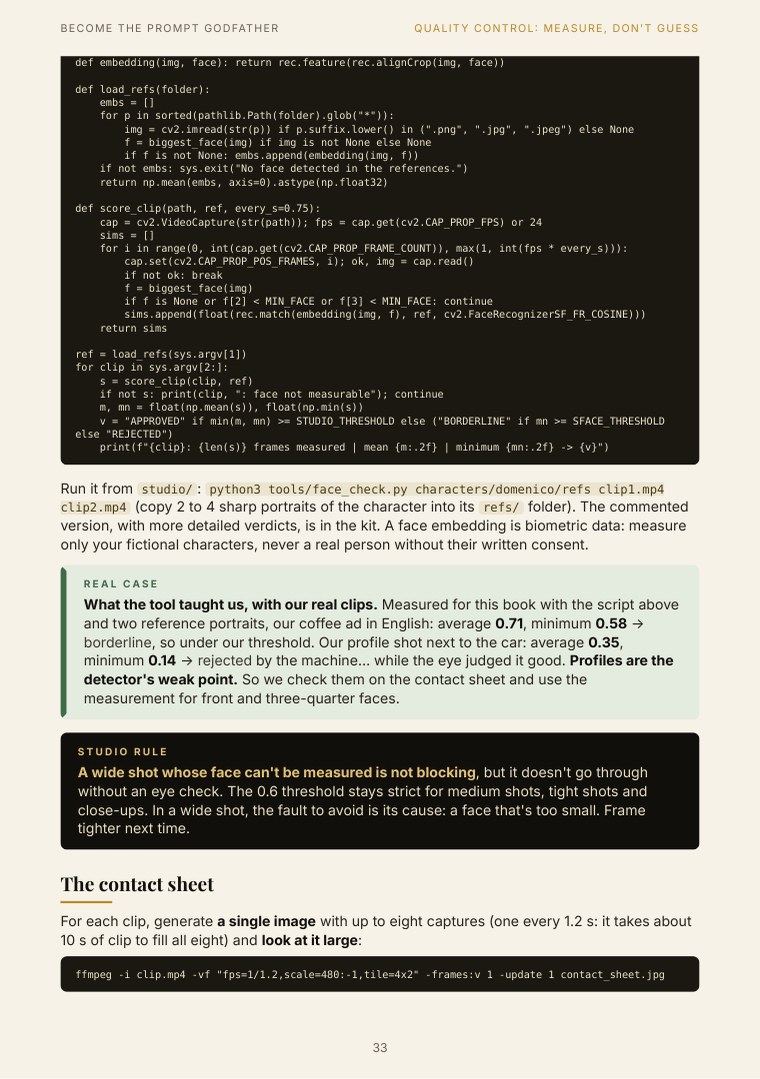 BECOME THE PROMPT GODFATHER
QUALITY CONTROL: MEASURE, DON'T GUESS
def embedding(img, face): return rec.feature(rec.alignCrop(img, face))
def load_refs(folder):
    embs = []
    for p in sorted(pathlib.Path(folder).glob("*")):
        img = cv2.imread(str(p)) if p.suffix.lower() in (".png", ".jpg", ".jpeg") else None
        f = biggest_face(img) if img is not None else None
        if f is not None: embs.append(embedding(img, f))
    if not embs: sys.exit("No face detected in the references.")
    return np.mean(embs, axis=0).astype(np.float32)
def score_clip(path, ref, every_s=0.75):
    cap = cv2.VideoCapture(str(path)); fps = cap.get(cv2.CAP_PROP_FPS) or 24
    sims = []
    for i in range(0, int(cap.get(cv2.CAP_PROP_FRAME_COUNT)), max(1, int(fps * every_s))):
        cap.set(cv2.CAP_PROP_POS_FRAMES, i); ok, img = cap.read()
        if not ok: break
        f = biggest_face(img)
        if f is None or f[2] < MIN_FACE or f[3] < MIN_FACE: continue
        sims.append(float(rec.match(embedding(img, f), ref, cv2.FaceRecognizerSF_FR_COSINE)))
    return sims
ref = load_refs(sys.argv[1])
for clip in sys.argv[2:]:
    s = score_clip(clip, ref)
    if not s: print(clip, ": face not measurable"); continue
    m, mn = float(np.mean(s)), float(np.min(s))
    v = "APPROVED" if min(m, mn) >= STUDIO_THRESHOLD else ("BORDERLINE" if mn >= SFACE_THRESHOLD
else "REJECTED")
    print(f"{clip}: {len(s)} frames measured | mean {m:.2f} | minimum {mn:.2f} -> {v}")
Run it from studio/ : python3 tools/face_check.py characters/domenico/refs clip1.mp4
clip2.mp4 (copy 2 to 4 sharp portraits of the character into its refs/ folder). The commented
version, with more detailed verdicts, is in the kit. A face embedding is biometric data: measure
only your fictional characters, never a real person without their written consent.
REAL CASE
What the tool taught us, with our real clips. Measured for this book with the script above
and two reference portraits, our coffee ad in English: average 0.71, minimum 0.58 →
borderline, so under our threshold. Our profile shot next to the car: average 0.35,
minimum 0.14 → rejected by the machine... while the eye judged it good. Profiles are the
detector's weak point. So we check them on the contact sheet and use the
measurement for front and three-quarter faces.
STUDIO RULE
A wide shot whose face can't be measured is not blocking, but it doesn't go through
without an eye check. The 0.6 threshold stays strict for medium shots, tight shots and
close-ups. In a wide shot, the fault to avoid is its cause: a face that's too small. Frame
tighter next time.
The contact sheet
For each clip, generate a single image with up to eight captures (one every 1.2 s: it takes about
10 s of clip to fill all eight) and look at it large:
ffmpeg -i clip.mp4 -vf "fps=1/1.2,scale=480:-1,tile=4x2" -frames:v 1 -update 1 contact_sheet.jpg
33